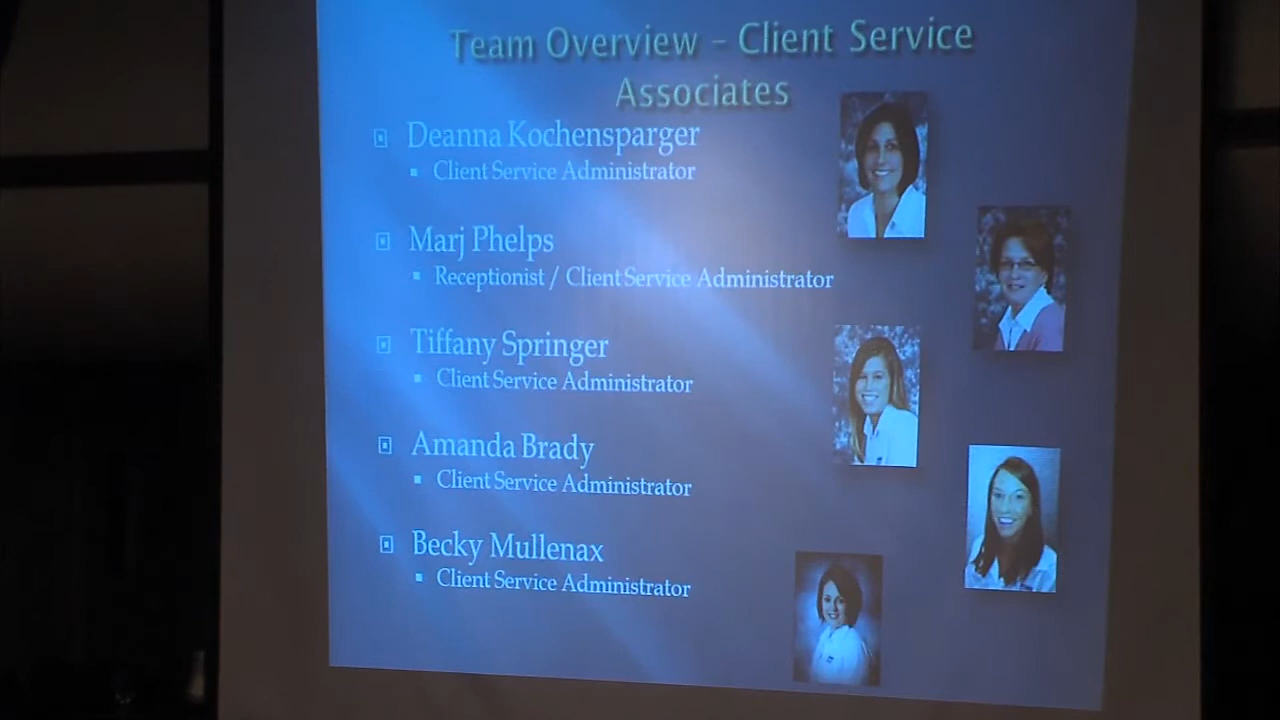 Team Overview – Client Service
Associates
Deanna Kochensparger
Client Service Administrator
Marj Phelps
Receptionist / Client Service Administrator
Tiffany Springer
Client Service Administrator
Amanda Brady
Client Service Administrator
Becky Mullenax
Client Service Administrator